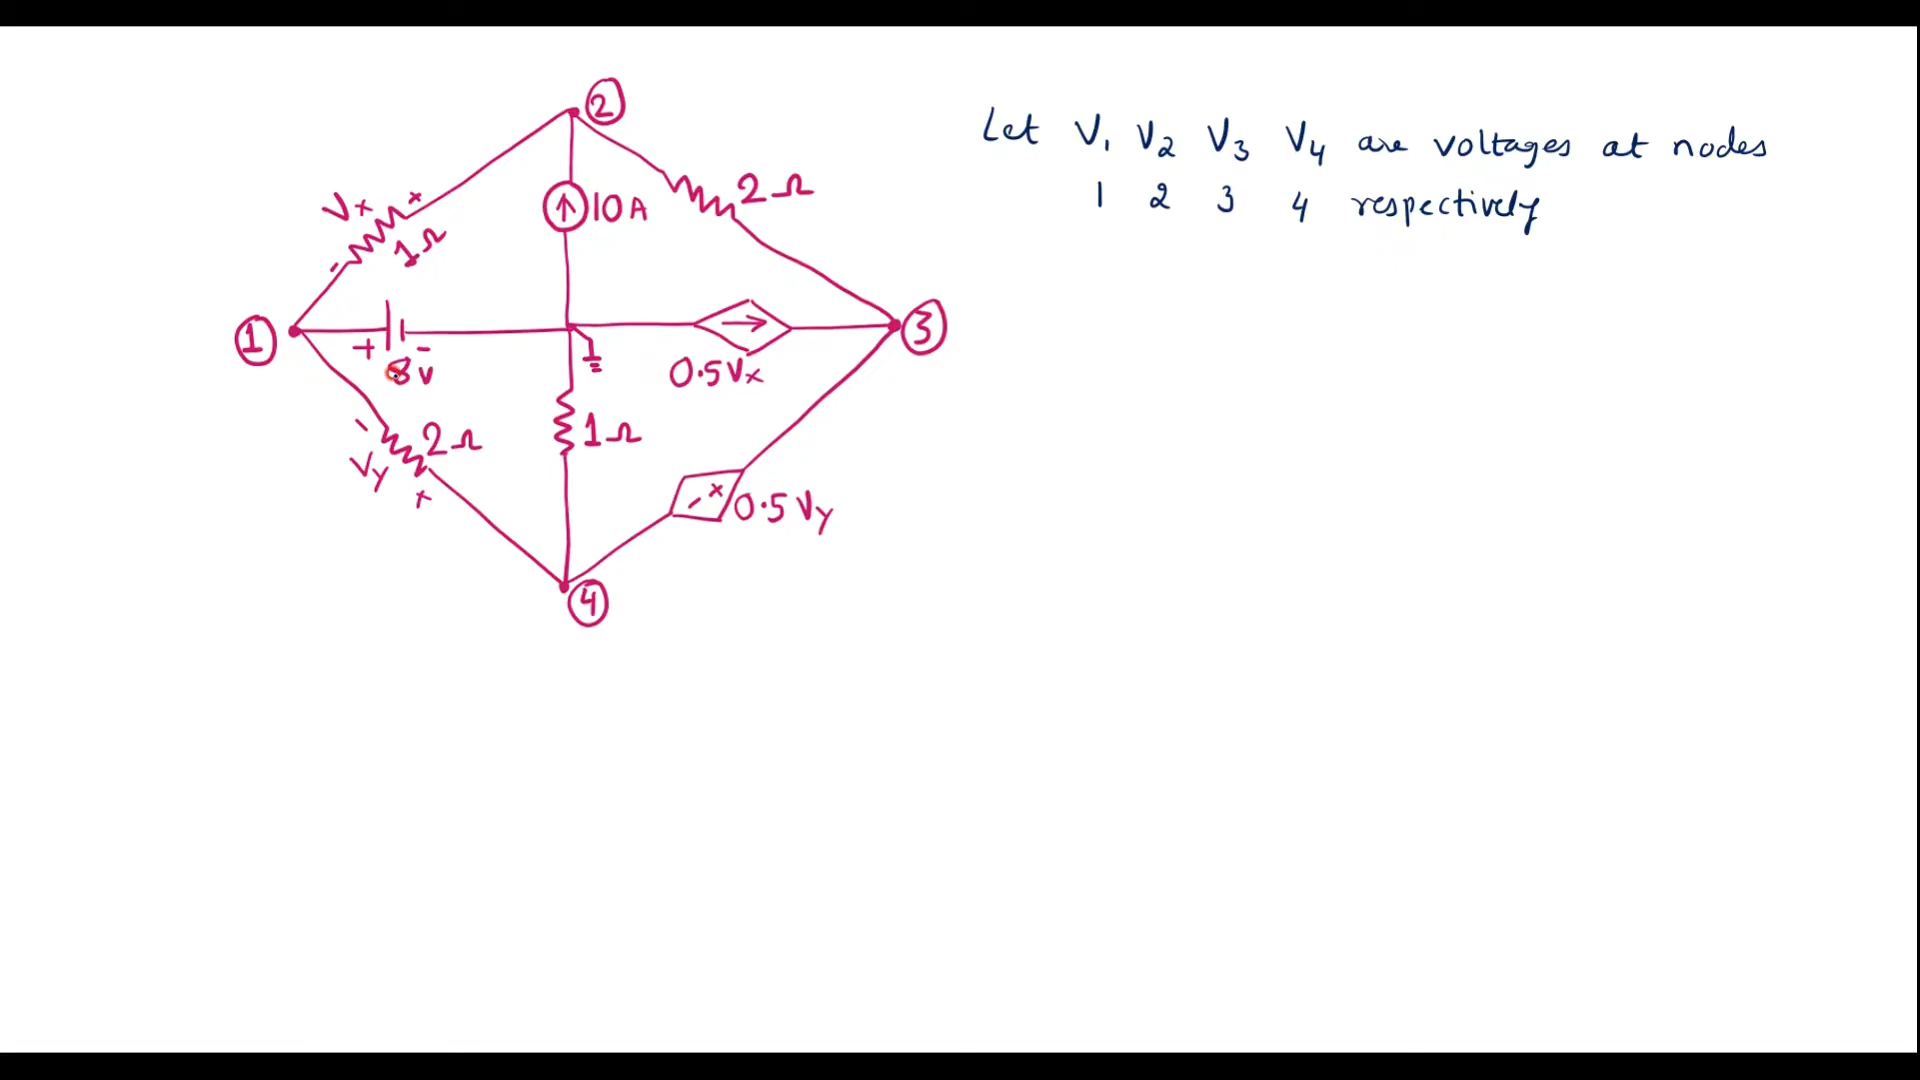 ②
Let V₁ V₂ V₃ V₄ are voltages at nodes
1 2 3 4 respectively
Vx + 1Ω -
10A
2Ω
①
+ -
8V
0.5Vx
③
- 2Ω
Vy +
1Ω
- + 0.5Vy
④